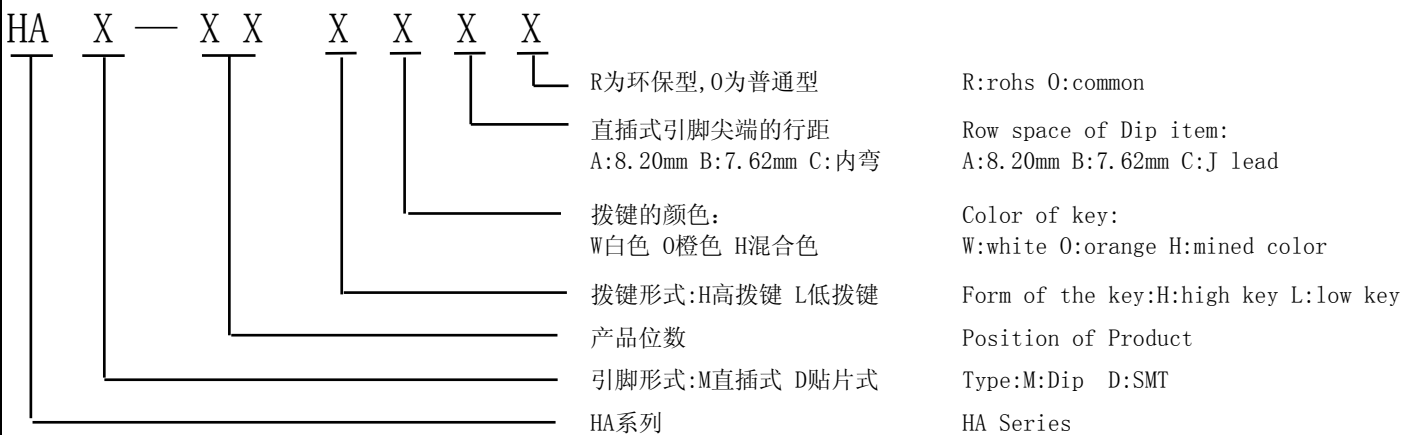 HA X — X X X X X X
R为环保型,O为普通型 R:rohs O:common
直插式引脚尖端的行距 Row space of Dip item:
A:8.20mm B:7.62mm C:内弯 A:8.20mm B:7.62mm C:J lead
拨键的颜色： Color of key:
W白色 O橙色 H混合色 W:white O:orange H:mined color
拨键形式:H高拨键 L低拨键 Form of the key:H:high key L:low key
产品位数 Position of Product
引脚形式:M直插式 D贴片式 Type:M:Dip D:SMT
HA系列 HA Series